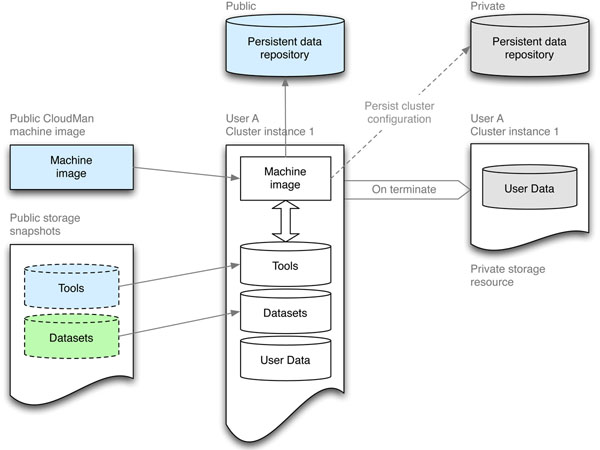 Public
Persistent data
repository
Private
Persistent data
repository
Persist cluster
configuration
Public CloudMan
machine image
Machine
image
User A
Cluster instance 1
Machine
image
On terminate
User A
Cluster instance 1
User Data
Private storage
resource
Public storage
snapshots
Tools
Datasets
Tools
Datasets
User Data